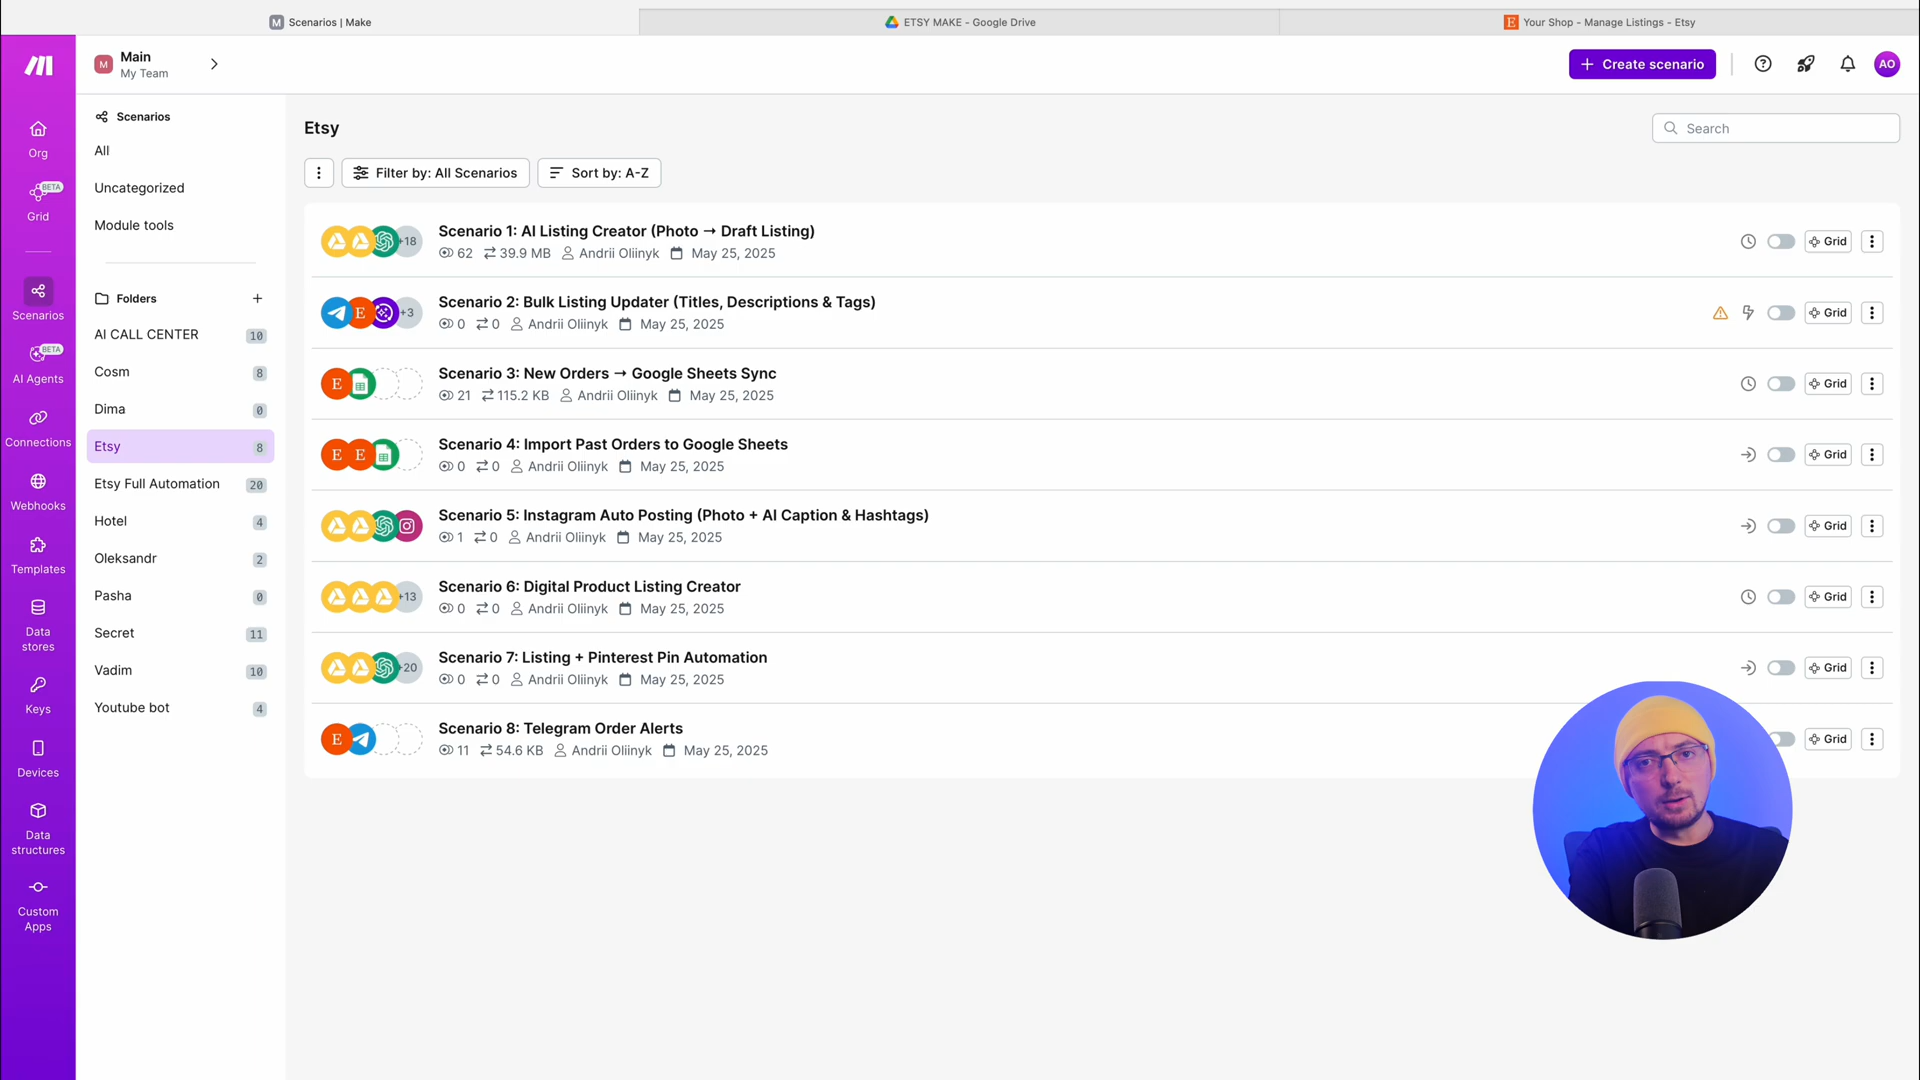 M Scenarios | Make
ETSY MAKE - Google Drive
E Your Shop - Manage Listings - Etsy
M Main
My Team
+ Create scenario
AO
Org
BETA
Grid
Scenarios
BETA
AI Agents
Connections
Webhooks
Templates
Data
stores
Keys
Devices
Data
structures
Custom
Apps
Scenarios
All
Uncategorized
Module tools
Folders +
AI CALL CENTER 10
Cosm 8
Dima 0
Etsy 8
Etsy Full Automation 20
Hotel 4
Oleksandr 2
Pasha 0
Secret 11
Vadim 10
Youtube bot 4
Etsy
Search
Filter by: All Scenarios
Sort by: A-Z
+18
Scenario 1: AI Listing Creator (Photo → Draft Listing)
62 39.9 MB Andrii Oliinyk May 25, 2025
Grid
E +3
Scenario 2: Bulk Listing Updater (Titles, Descriptions & Tags)
0 0 Andrii Oliinyk May 25, 2025
Grid
E
Scenario 3: New Orders → Google Sheets Sync
21 115.2 KB Andrii Oliinyk May 25, 2025
Grid
E E
Scenario 4: Import Past Orders to Google Sheets
0 0 Andrii Oliinyk May 25, 2025
Grid
Scenario 5: Instagram Auto Posting (Photo + AI Caption & Hashtags)
1 0 Andrii Oliinyk May 25, 2025
Grid
+13
Scenario 6: Digital Product Listing Creator
0 0 Andrii Oliinyk May 25, 2025
Grid
+20
Scenario 7: Listing + Pinterest Pin Automation
0 0 Andrii Oliinyk May 25, 2025
Grid
E
Scenario 8: Telegram Order Alerts
11 54.6 KB Andrii Oliinyk May 25, 2025
Grid